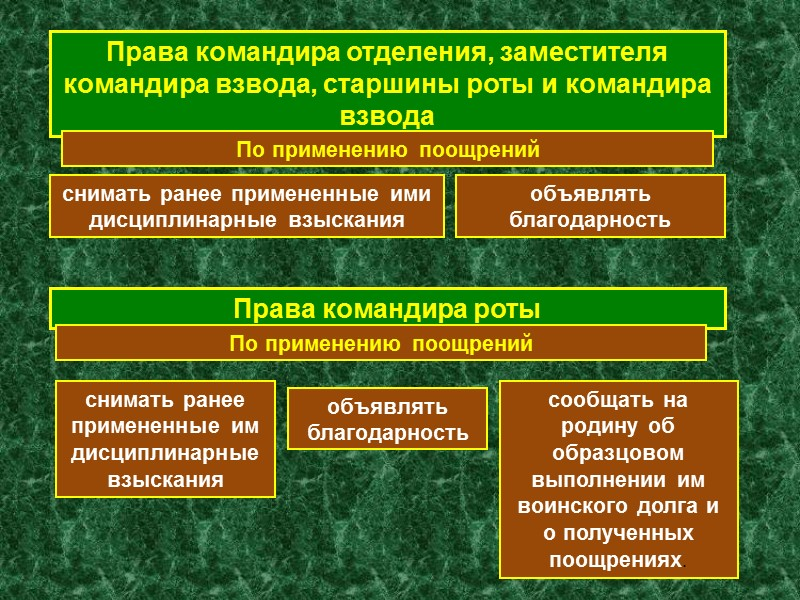 Права командира отделения, заместителя
командира взвода, старшины роты и командира
взвода
По применению поощрений
снимать ранее примененные ими
дисциплинарные взыскания
объявлять
благодарность
Права командира роты
По применению поощрений
снимать ранее
примененные им
дисциплинарные
взыскания
объявлять
благодарность
сообщать на
родину об
образцовом
выполнении им
воинского долга и
о полученных
поощрениях.